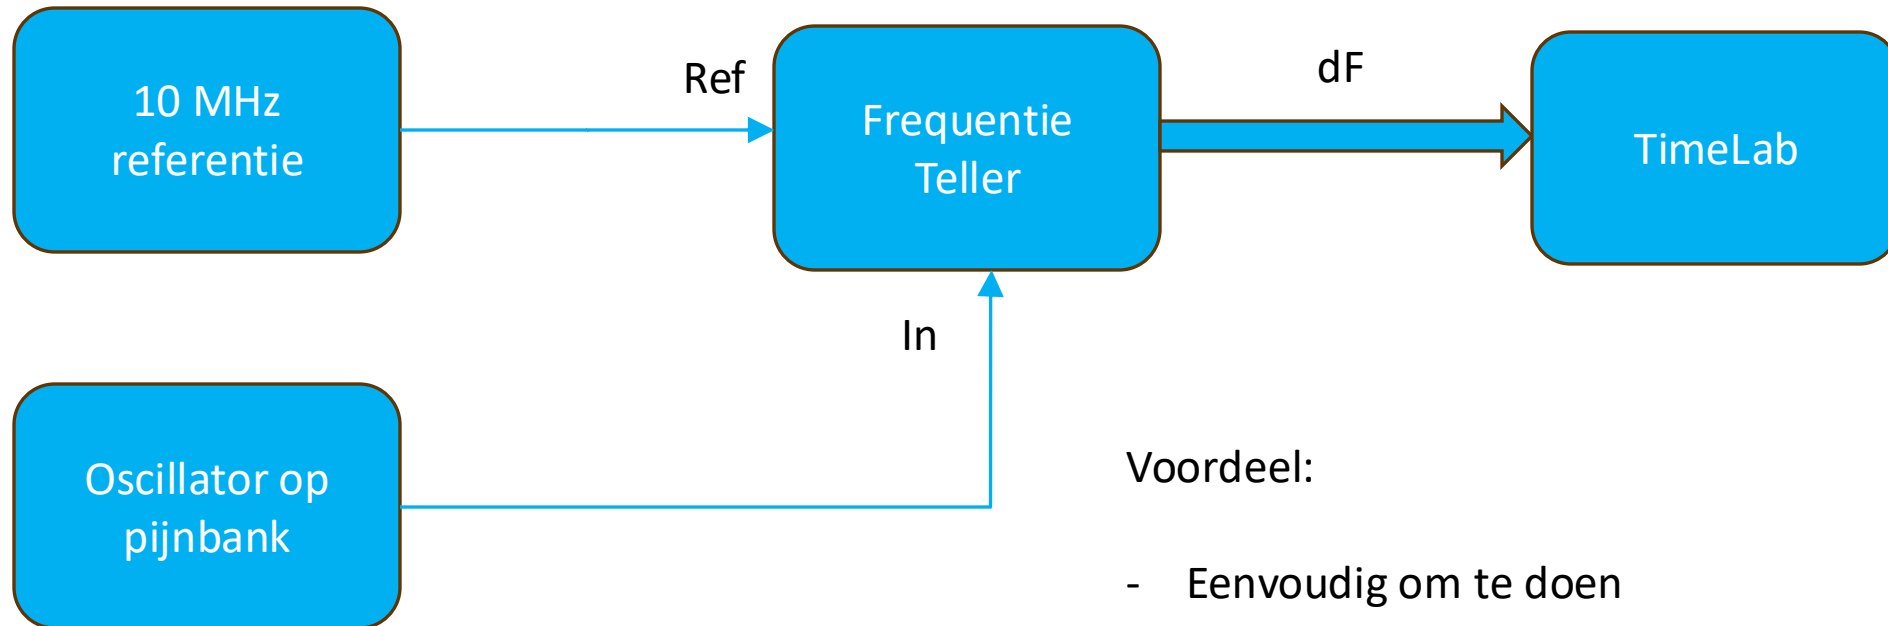 10 MHz
referentie
Ref
Frequentie
Teller
dF
TimeLab
In
Oscillator op
pijnbank
Voordeel:
- Eenvoudig om te doen